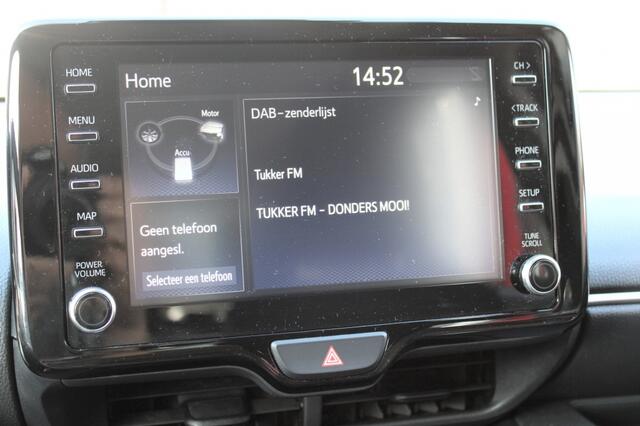 HOME
MENU
AUDIO
MAP
POWER
VOLUME
Home
14:52
Motor
Accu
Geen telefoon
aangesl.
Selecteer een telefoon
DAB-zenderlijst
Tukker FM
TUKKER FM - DONDERS MOOI!
CH >
< TRACK
PHONE
SETUP
TUNE
SCROLL